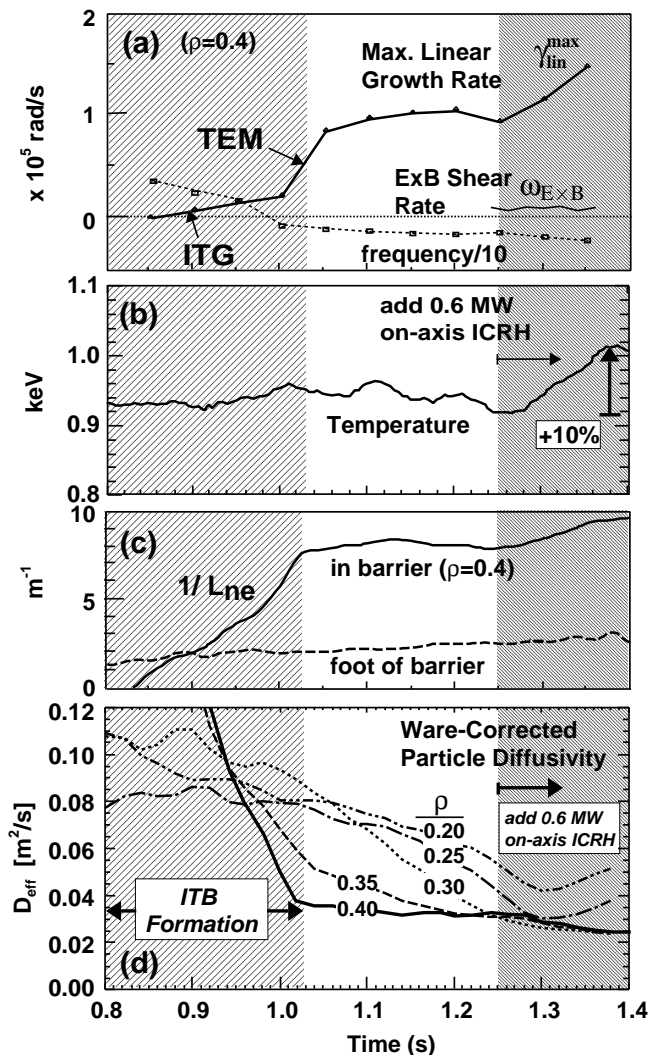 2
(a)
(ρ=0.4)
Max. Linear
Growth Rate
γ_lin^max
1
x 10^5 rad/s
TEM
ExB Shear
Rate
ω_E×B
0
ITG
frequency/10
1.1
(b)
add 0.6 MW
on-axis ICRH
1.0
keV
0.9
Temperature
+10%
0.8
10
(c)
in barrier (ρ=0.4)
1/ L_ne
m^-1
5
foot of barrier
0
0.12
Ware-Corrected
Particle Diffusivity
0.10
ρ
add 0.6 MW
on-axis ICRH
0.08
0.20
0.25
D_eff [m^2/s]
0.06
0.35
0.30
0.04
ITB
Formation
0.40
0.02
(d)
0.00
0.8 0.9 1.0 1.1 1.2 1.3 1.4
Time (s)